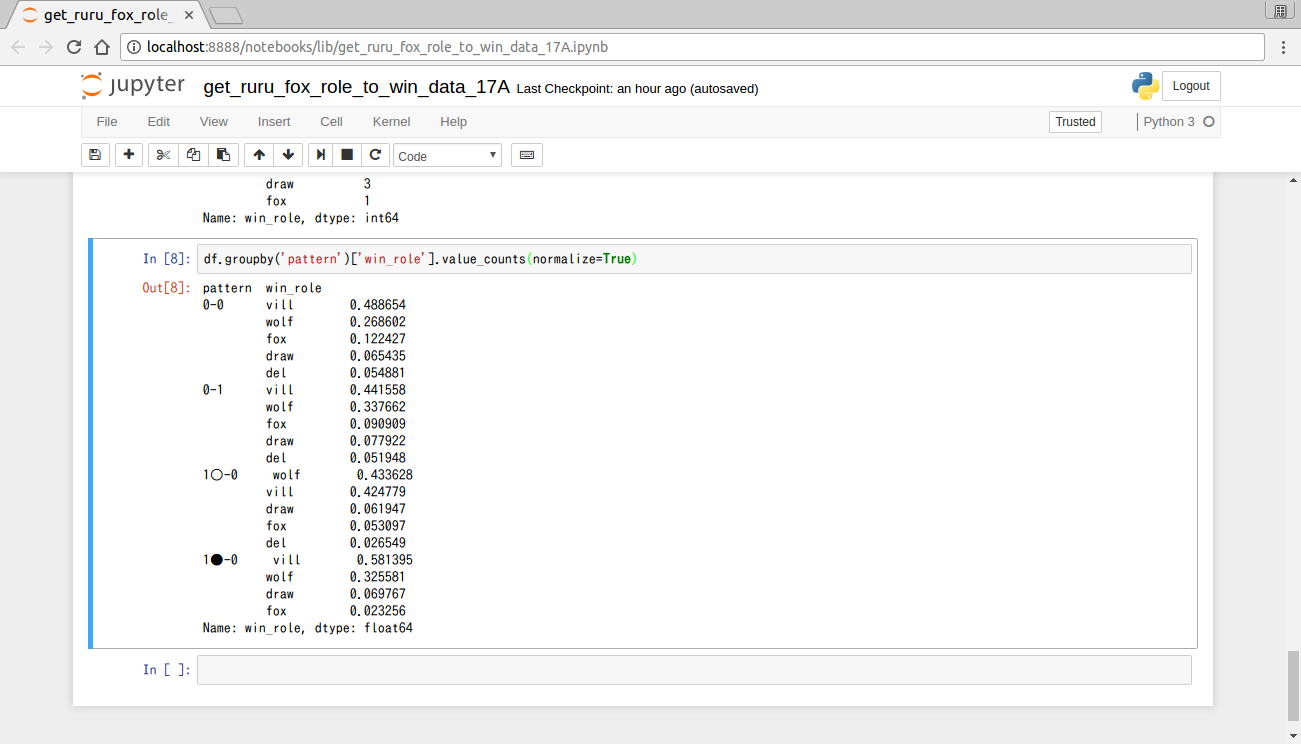 get_ruru_fox_role_
localhost:8888/notebooks/lib/get_ruru_fox_role_to_win_data_17A.ipynb
jupyter get_ruru_fox_role_to_win_data_17A Last Checkpoint: an hour ago (autosaved) Logout
File Edit View Insert Cell Kernel Help Trusted Python 3
Code
draw 3
fox 1
Name: win_role, dtype: int64
In [8]: df.groupby('pattern')['win_role'].value_counts(normalize=True)
Out[8]: pattern win_role
0-0 vill 0.488654
wolf 0.268602
fox 0.122427
draw 0.065435
del 0.054881
0-1 vill 0.441558
wolf 0.337662
fox 0.090909
draw 0.077922
del 0.051948
1○-0 wolf 0.433628
vill 0.424779
draw 0.061947
fox 0.053097
del 0.026549
1●-0 vill 0.581395
wolf 0.325581
draw 0.069767
fox 0.023256
Name: win_role, dtype: float64
In [ ]: